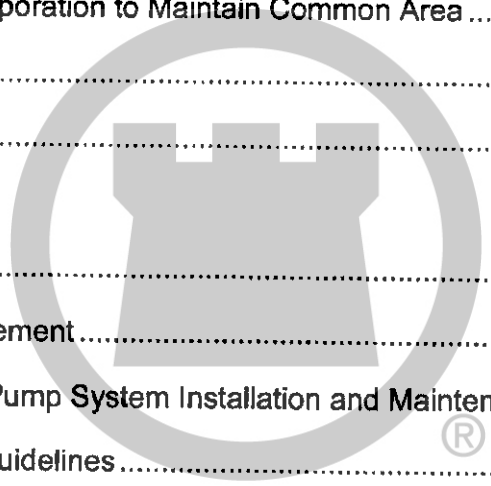 poration to Maintain Common Area ...
....................................................
....................................................
....................................................
ement ....................................................
Pump System Installation and Mainten
uidelines ....................................................
®